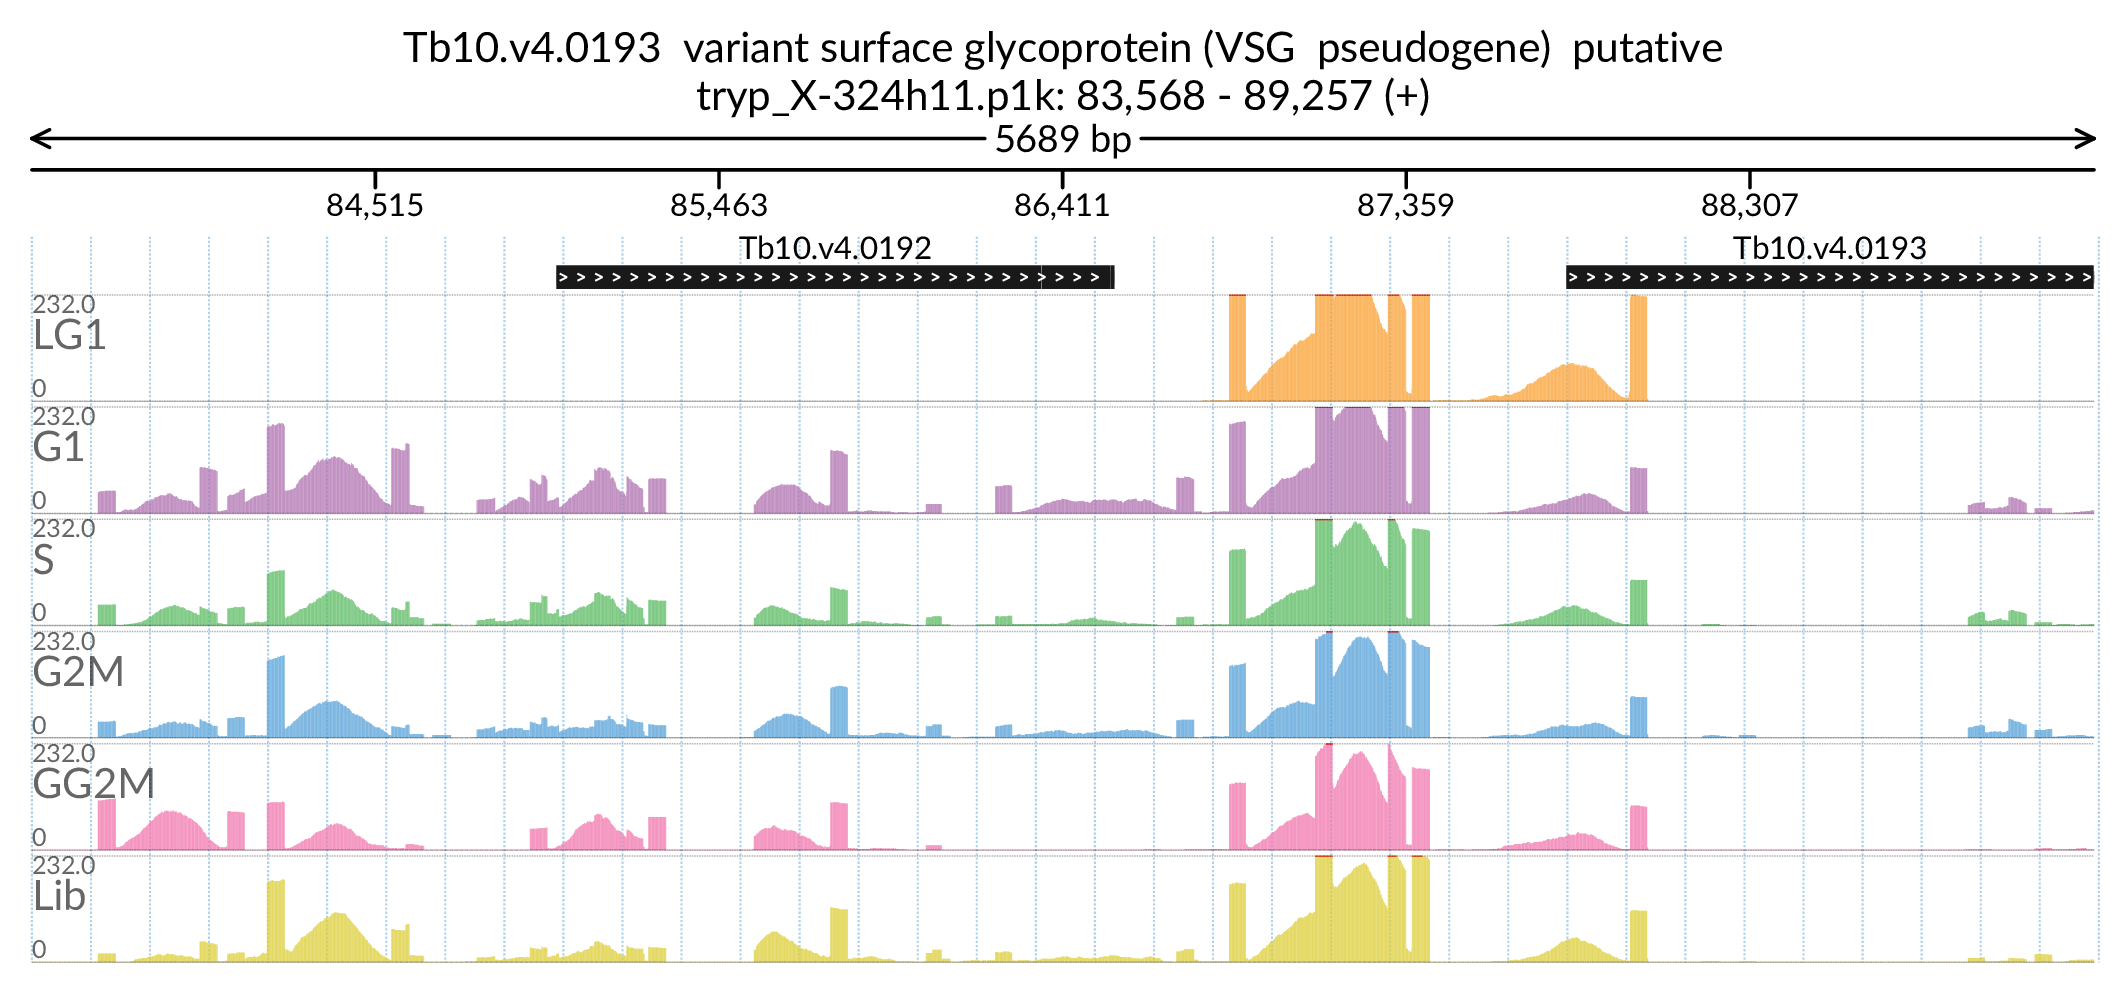 Tb10.v4.0193 variant surface glycoprotein (VSG pseudogene) putative
tryp_X-324h11.p1k: 83,568 - 89,257 (+)
5689 bp
84,515 85,463 86,411 87,359 88,307
Tb10.v4.0192 Tb10.v4.0193
232.0
LG1
0
232.0
G1
0
232.0
S
0
232.0
G2M
0
232.0
GG2M
0
232.0
Lib
0